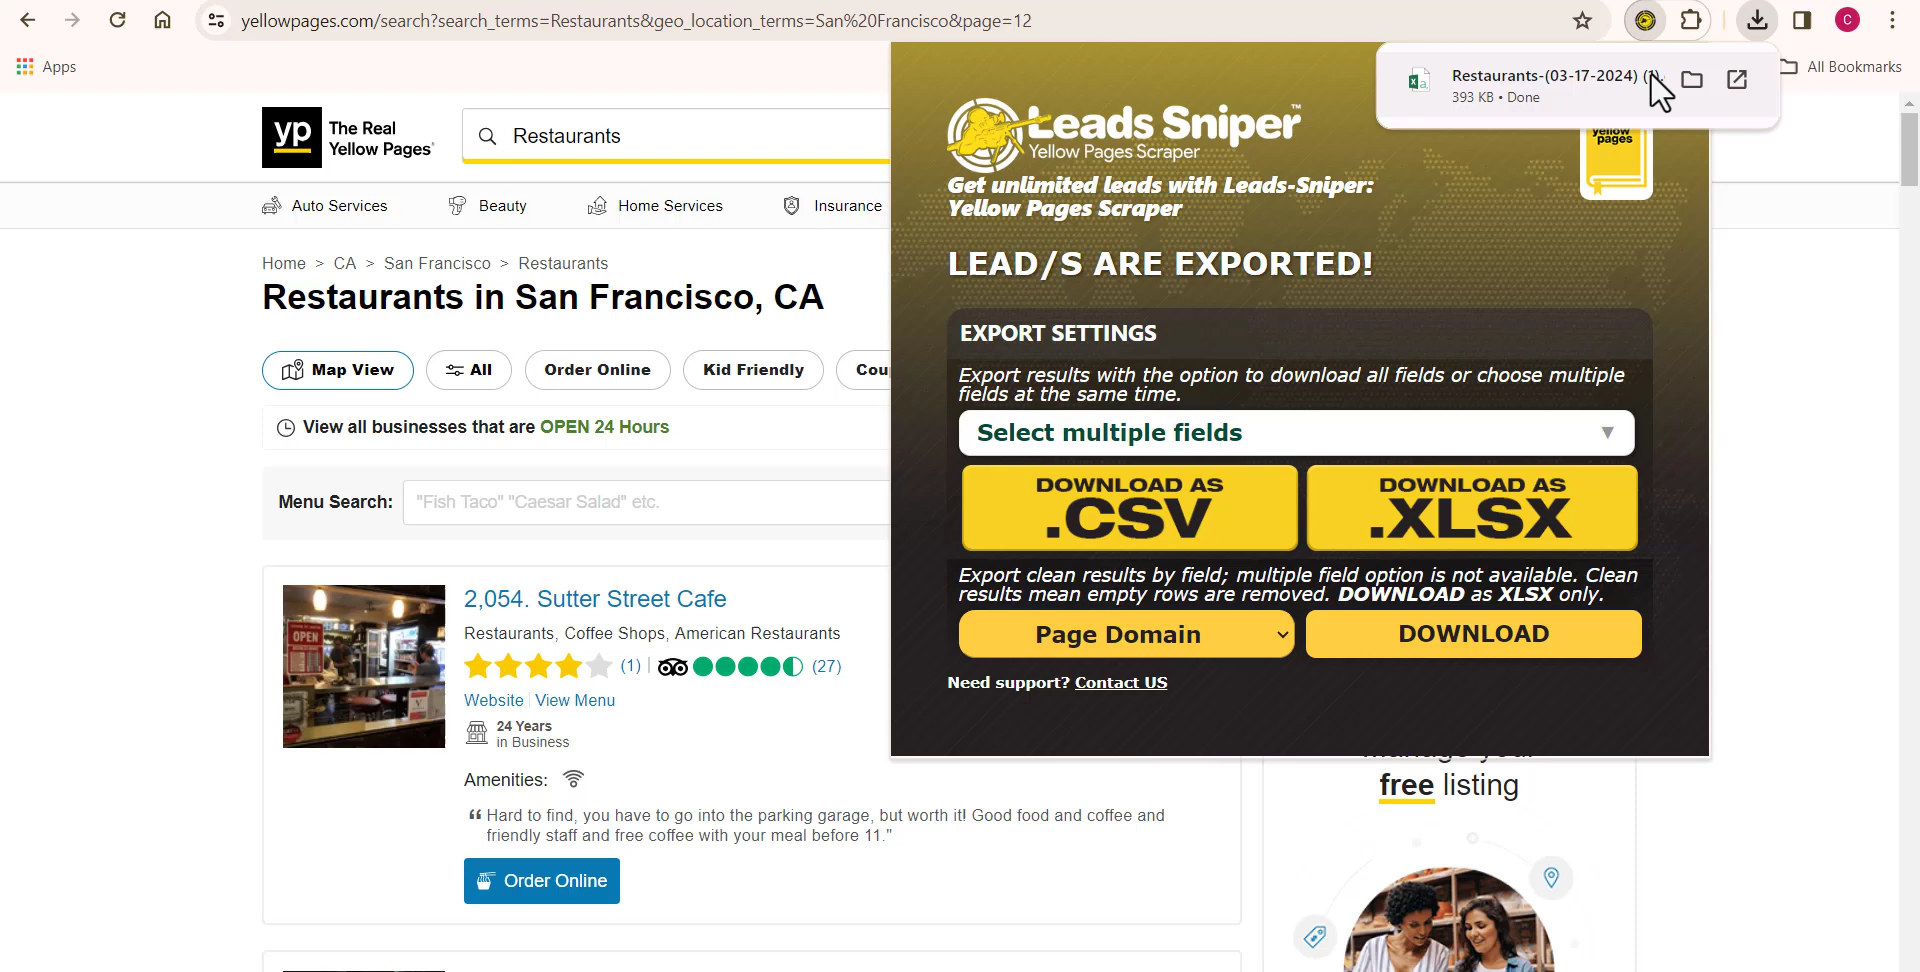 yellowpages.com/search?search_terms=Restaurants&geo_location_terms=San%20Francisco&page=12
C
Apps
All Bookmarks
Restaurants-(03-17-2024) (
393 KB • Done
yp The Real Yellow Pages
Restaurants
Leads Sniper™
Yellow Pages Scraper
yellow
pages
Get unlimited leads with Leads-Sniper:
Yellow Pages Scraper
Auto Services
Beauty
Home Services
Insurance
Home > CA > San Francisco > Restaurants
Restaurants in San Francisco, CA
LEAD/S ARE EXPORTED!
Map View
All
Order Online
Kid Friendly
Cou
View all businesses that are OPEN 24 Hours
Menu Search:
"Fish Taco" "Caesar Salad" etc.
EXPORT SETTINGS
Export results with the option to download all fields or choose multiple
fields at the same time.
Select multiple fields
DOWNLOAD AS
.CSV
DOWNLOAD AS
.XLSX
Export clean results by field; multiple field option is not available. Clean
results mean empty rows are removed. DOWNLOAD as XLSX only.
Page Domain
DOWNLOAD
Need support? Contact US
OPEN
2,054. Sutter Street Cafe
Restaurants, Coffee Shops, American Restaurants
(1) | (27)
Website | View Menu
24 Years
in Business
Amenities:
“ Hard to find, you have to go into the parking garage, but worth it! Good food and coffee and
friendly staff and free coffee with your meal before 11."
Order Online
free listing